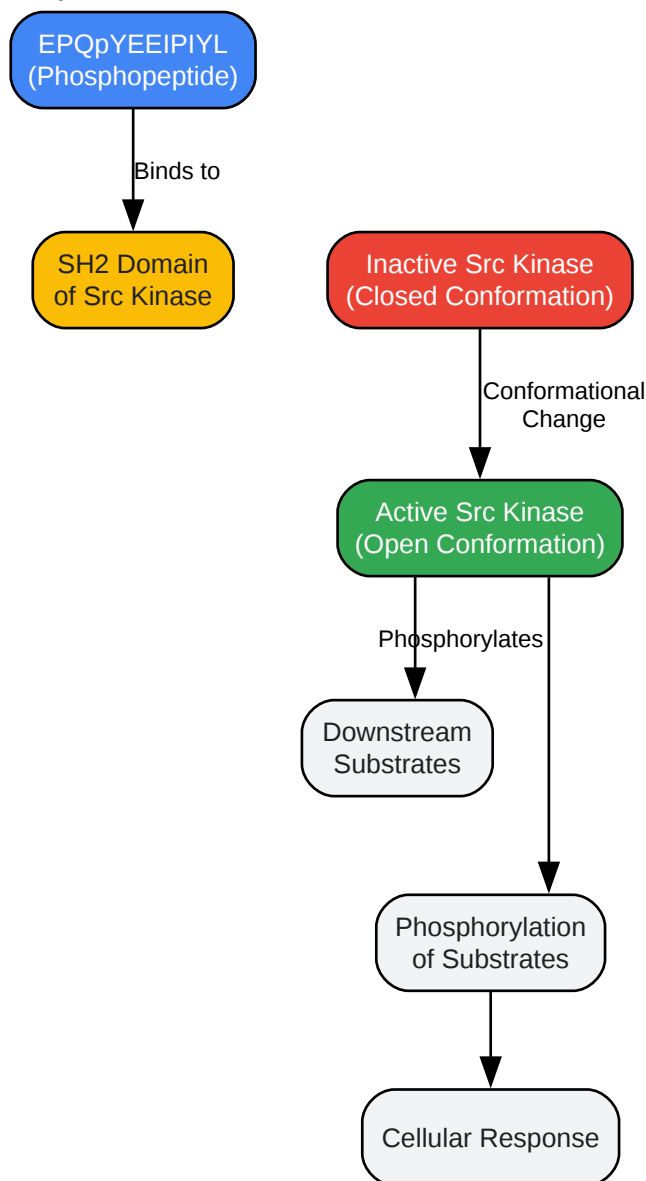 EPQpYEEIPIYL
(Phosphopeptide)
Binds to
SH2 Domain
of Src Kinase
Inactive Src Kinase
(Closed Conformation)
Conformational
Change
Active Src Kinase
(Open Conformation)
Phosphorylates
Downstream
Substrates
Phosphorylation
of Substrates
Cellular Response